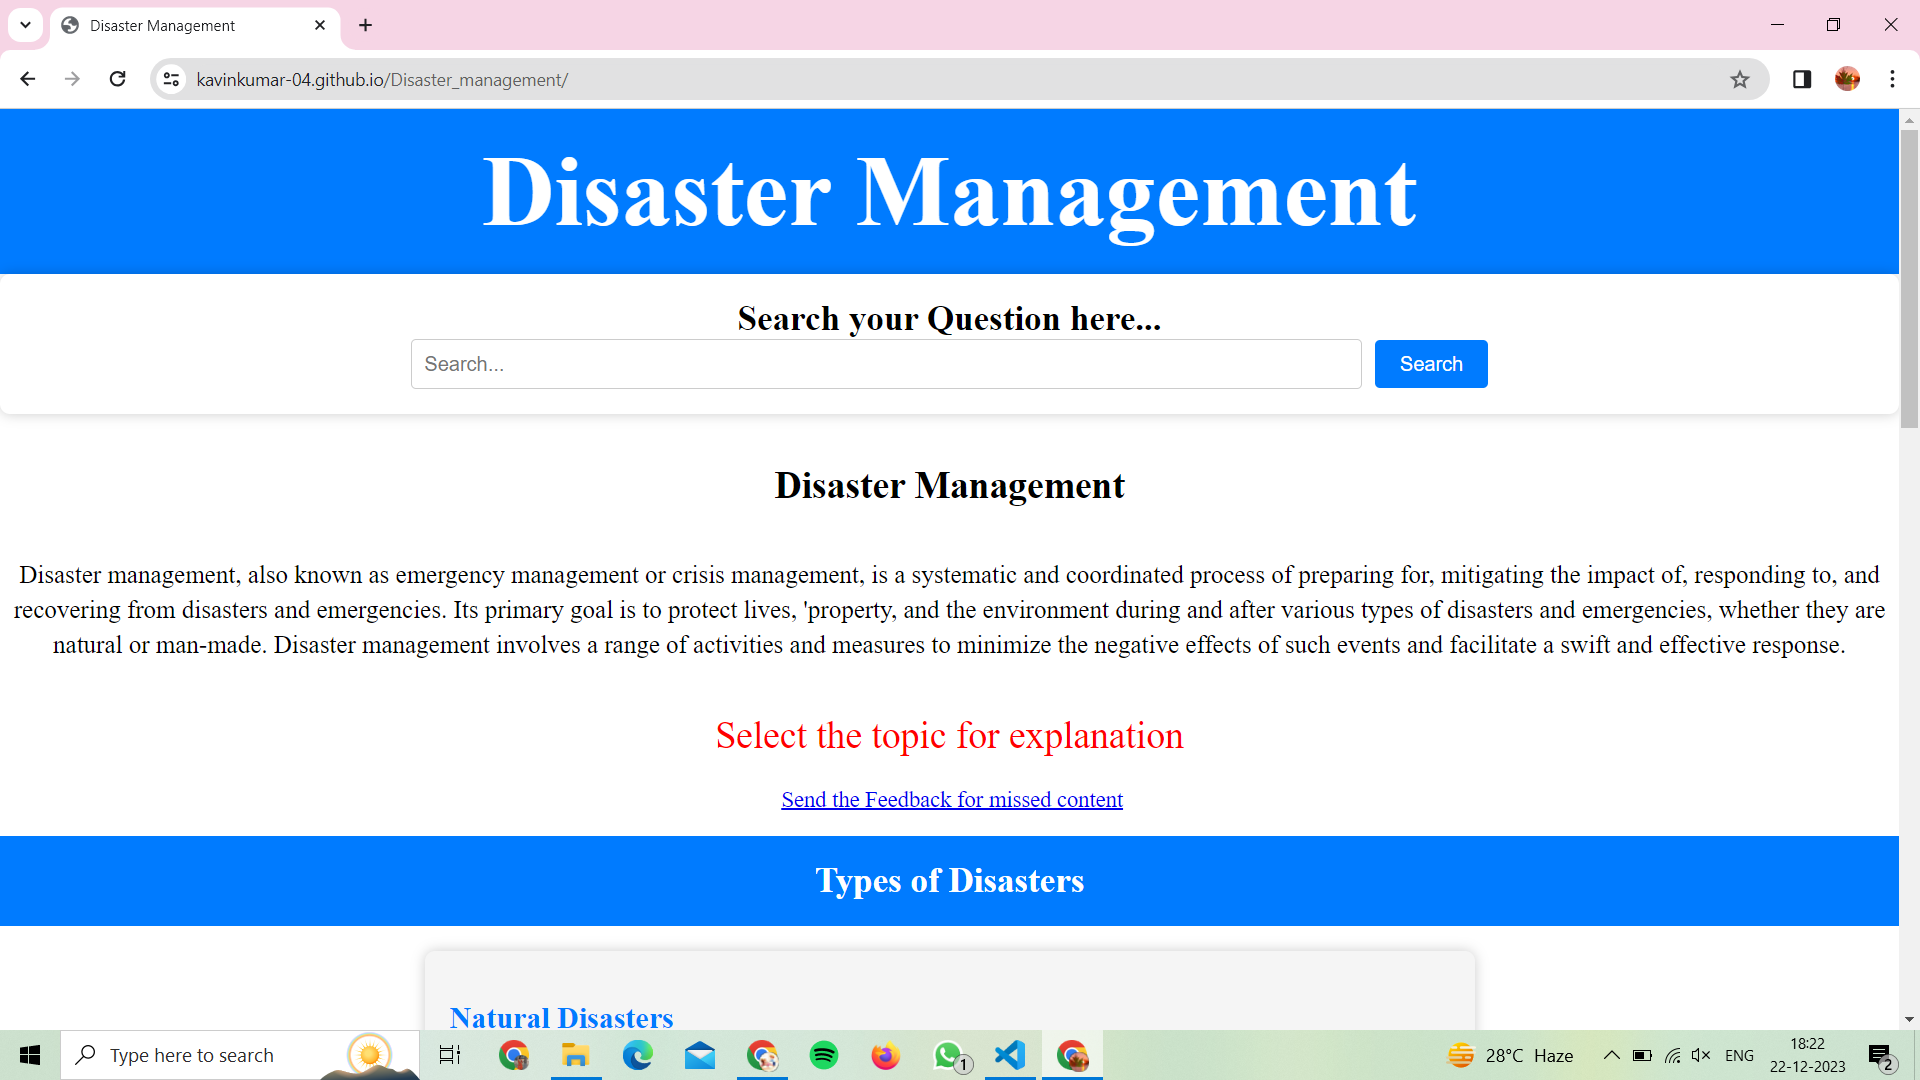 Disaster Management
kavinkumar-04.github.io/Disaster_management/
Disaster Management
Search your Question here...
Search...
Search
Disaster Management
Disaster management, also known as emergency management or crisis management, is a systematic and coordinated process of preparing for, mitigating the impact of, responding to, and
recovering from disasters and emergencies. Its primary goal is to protect lives, 'property, and the environment during and after various types of disasters and emergencies, whether they are
natural or man-made. Disaster management involves a range of activities and measures to minimize the negative effects of such events and facilitate a swift and effective response.
Select the topic for explanation
Send the Feedback for missed content
Types of Disasters
Natural Disasters
Type here to search
1
28°C Haze
ENG
18:22
22-12-2023
2